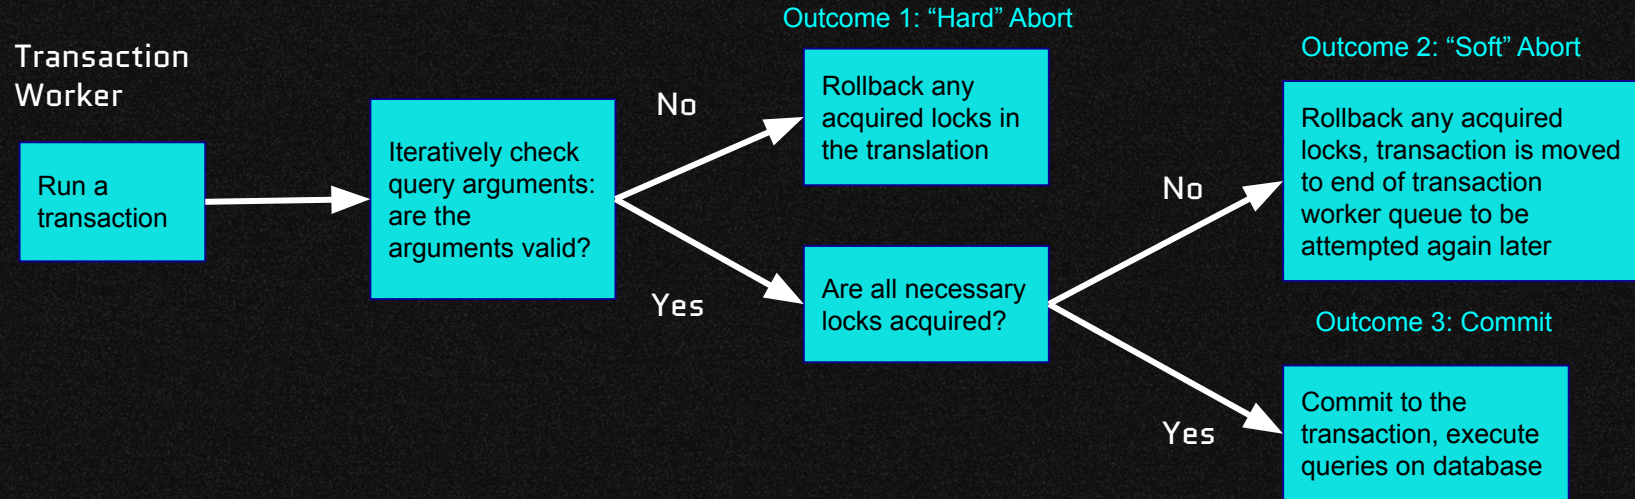 Transaction
Worker
Run a
transaction
Iteratively check
query arguments:
are the
arguments valid?
No
Yes
Outcome 1: “Hard” Abort
Rollback any
acquired locks in
the translation
Are all necessary
locks acquired?
No
Yes
Outcome 2: “Soft” Abort
Rollback any acquired
locks, transaction is moved
to end of transaction
worker queue to be
attempted again later
Outcome 3: Commit
Commit to the
transaction, execute
queries on database